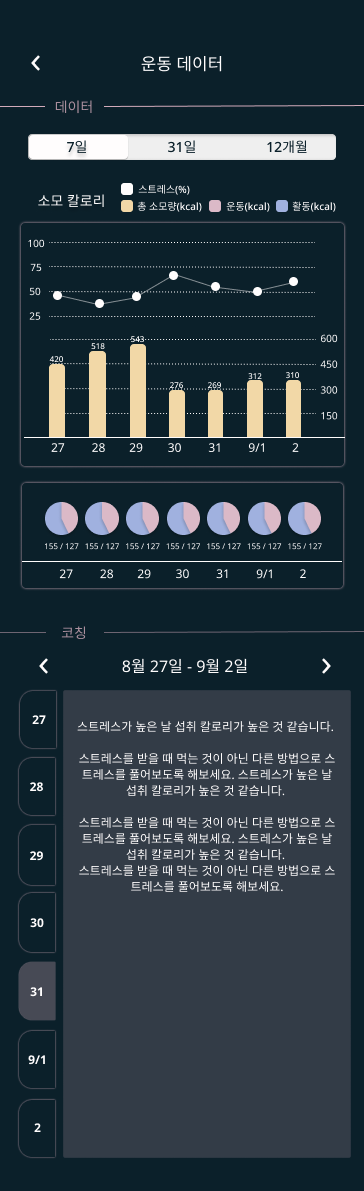 운동 데이터
데이터
7일 31일 12개월
소모 칼로리
스트레스(%)
총 소모량(kcal) 운동(kcal) 활동(kcal)
100
75
50
25
600
450
300
150
420 518 543 276 269 312 310
27 28 29 30 31 9/1 2
155 / 127 155 / 127 155 / 127 155 / 127 155 / 127 155 / 127 155 / 127
27 28 29 30 31 9/1 2
코칭
8월 27일 - 9월 2일
27
28
29
30
31
9/1
2
스트레스가 높은 날 섭취 칼로리가 높은 것 같습니다.
스트레스를 받을 때 먹는 것이 아닌 다른 방법으로 스
트레스를 풀어보도록 해보세요. 스트레스가 높은 날
섭취 칼로리가 높은 것 같습니다.
스트레스를 받을 때 먹는 것이 아닌 다른 방법으로 스
트레스를 풀어보도록 해보세요. 스트레스가 높은 날
섭취 칼로리가 높은 것 같습니다.
스트레스를 받을 때 먹는 것이 아닌 다른 방법으로 스
트레스를 풀어보도록 해보세요.